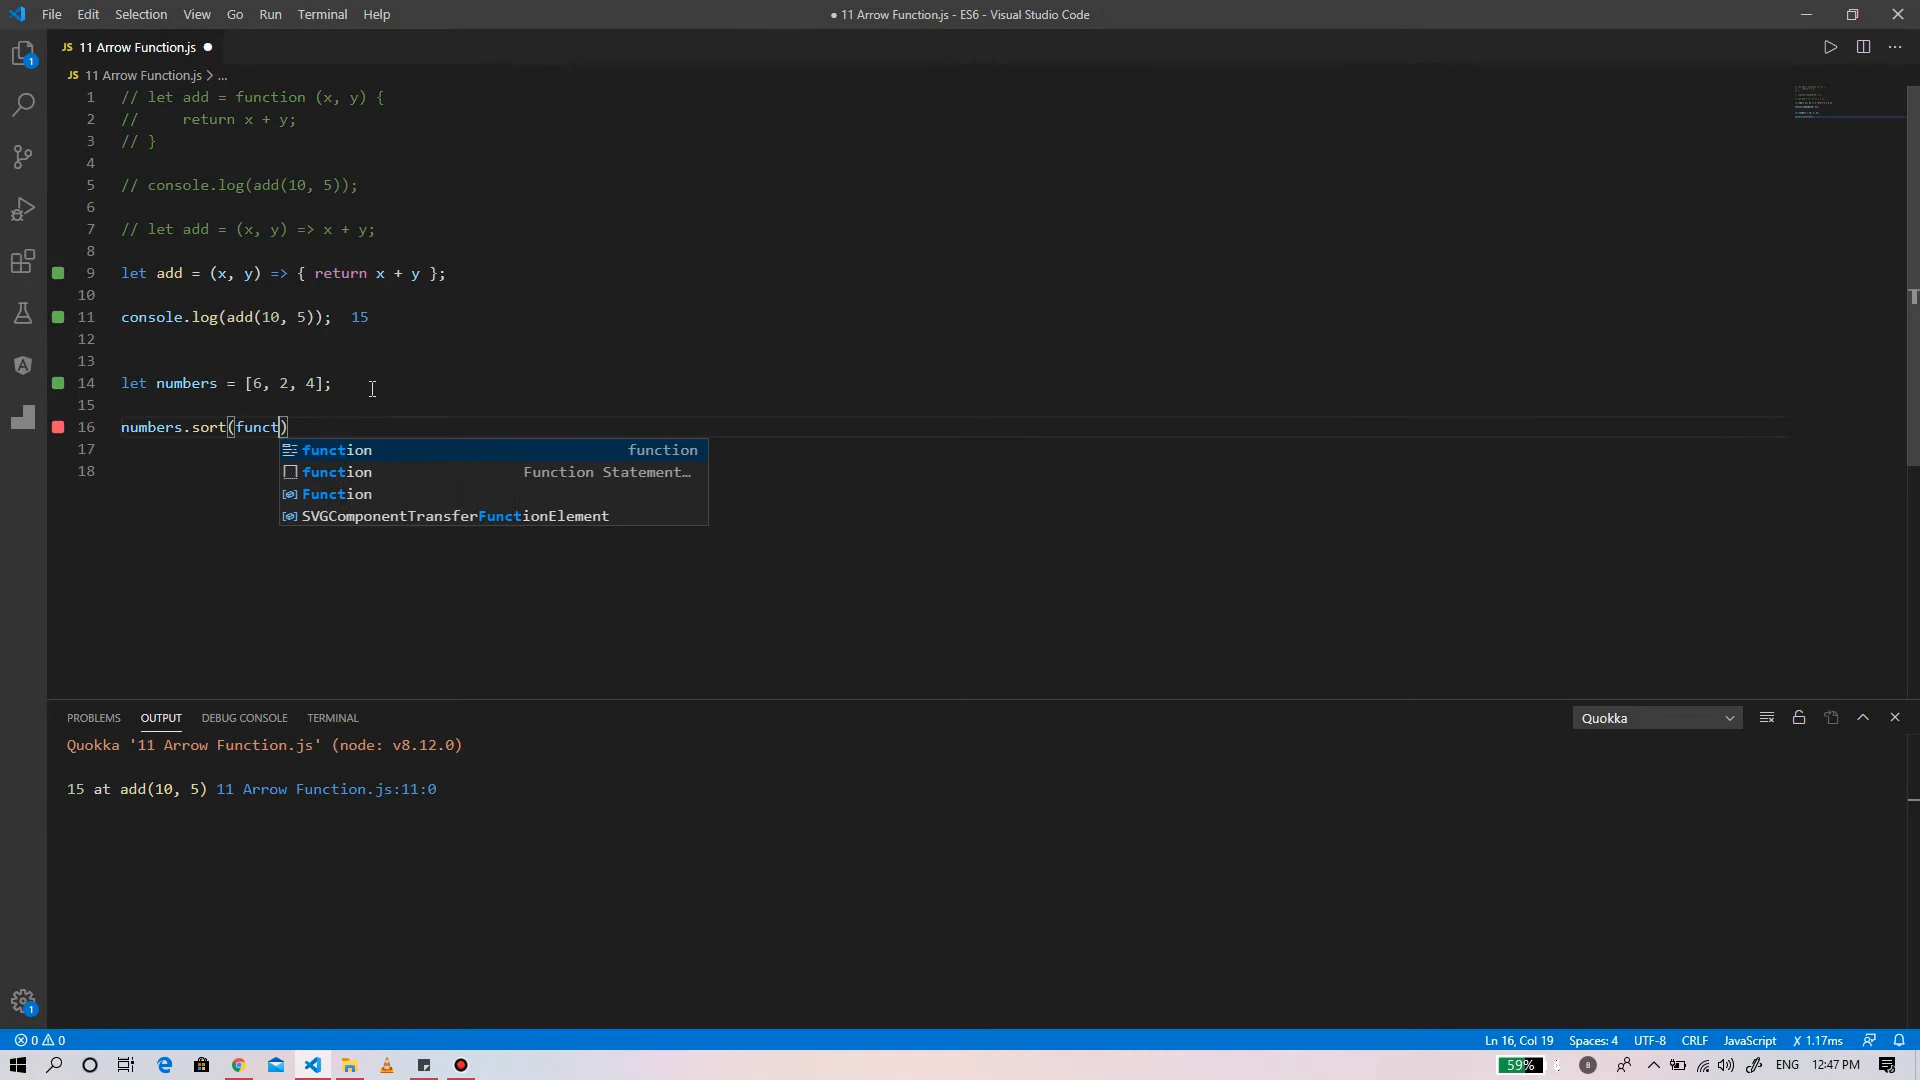 File Edit Selection View Go Run Terminal Help
● 11 Arrow Function.js - ES6 - Visual Studio Code
JS 11 Arrow Function.js ●
JS 11 Arrow Function.js > ...
1 // let add = function (x, y) {
2 //     return x + y;
3 // }
4
5 // console.log(add(10, 5));
6
7 // let add = (x, y) => x + y;
8
9 let add = (x, y) => { return x + y };
10
11 console.log(add(10, 5));  15
12
13
14 let numbers = [6, 2, 4];
15
16 numbers.sort(funct)
17
18
function function
function Function Statement…
Function
SVGComponentTransferFunctionElement
PROBLEMS OUTPUT DEBUG CONSOLE TERMINAL
Quokka
Quokka '11 Arrow Function.js' (node: v8.12.0)
15 at add(10, 5) 11 Arrow Function.js:11:0
1
1
0 0
Ln 16, Col 19 Spaces: 4 UTF-8 CRLF JavaScript X 1.17ms
59% ENG 12:47 PM